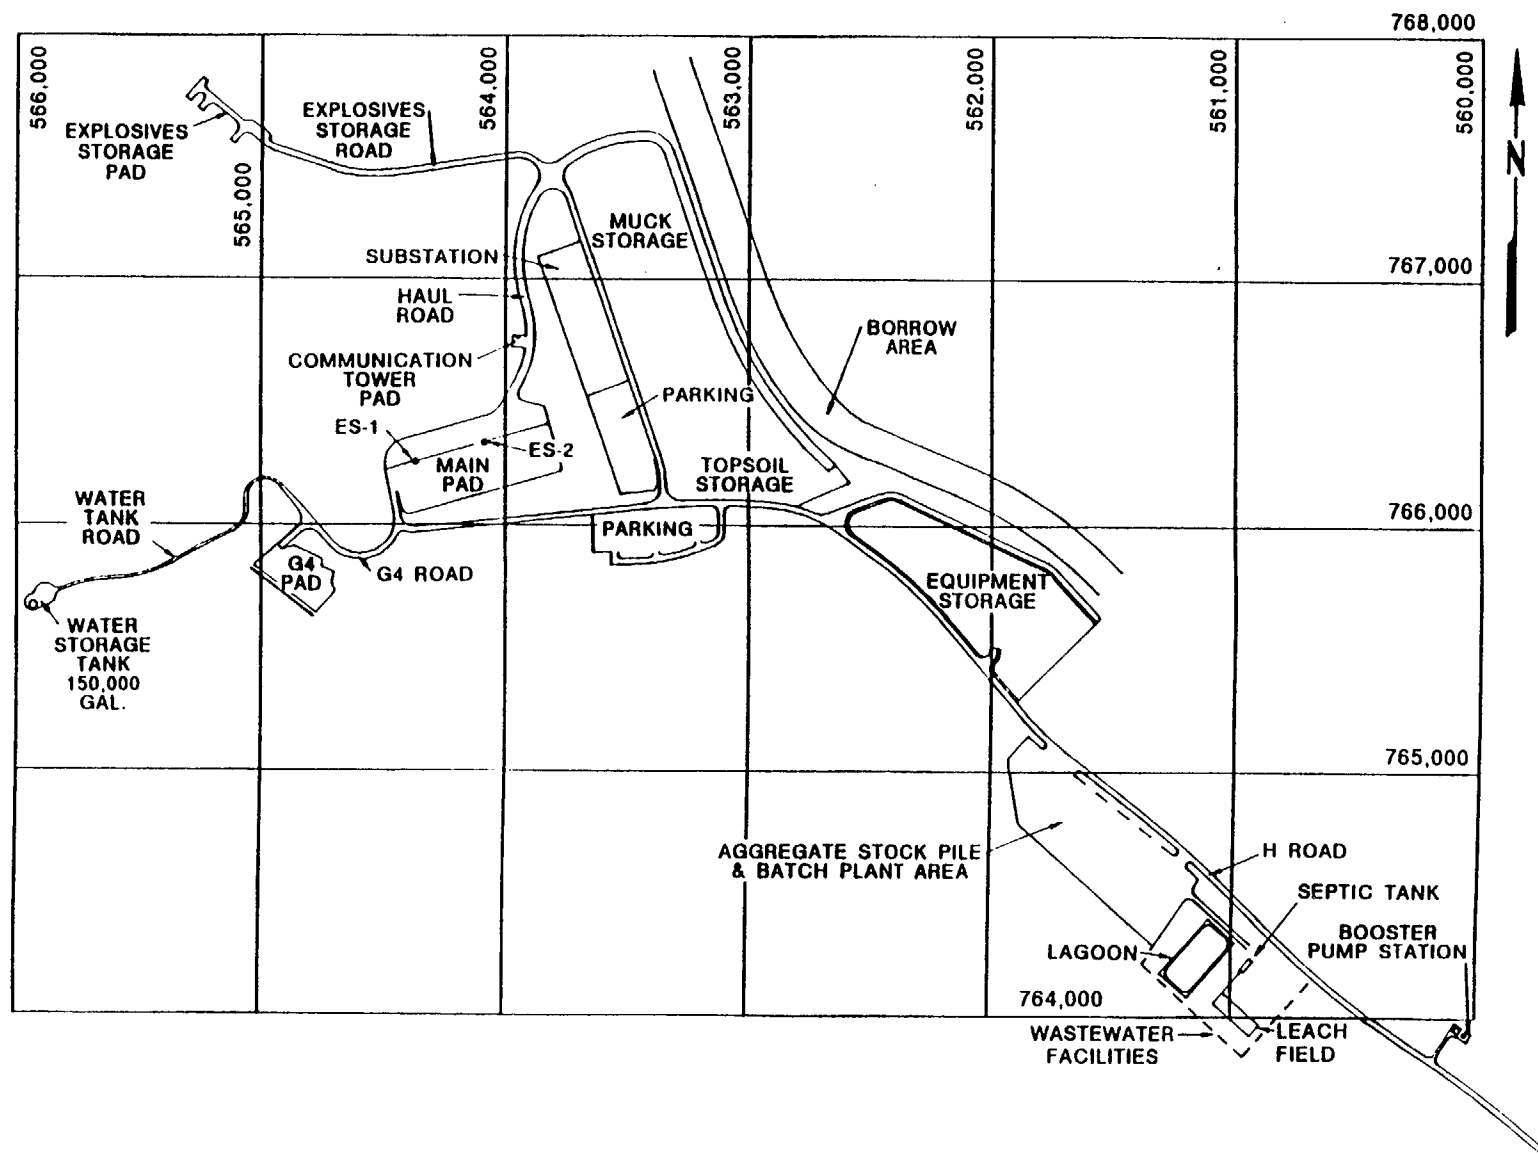 768,000
566,000
564,000
563,000
562,000
561,000
560,000
EXPLOSIVES
STORAGE
PAD
EXPLOSIVES
STORAGE
ROAD
N
565,000
MUCK
STORAGE
SUBSTATION
767,000
HAUL
ROAD
BORROW
AREA
COMMUNICATION
TOWER
PAD
PARKING
ES-1
ES-2
MAIN
PAD
TOPSOIL
STORAGE
WATER
TANK
ROAD
766,000
PARKING
G4
PAD
G4 ROAD
EQUIPMENT
STORAGE
WATER
STORAGE
TANK
150,000
GAL.
765,000
AGGREGATE STOCK PILE
& BATCH PLANT AREA
H ROAD
SEPTIC TANK
BOOSTER
PUMP STATION
LAGOON
764,000
WASTEWATER
FACILITIES
LEACH
FIELD